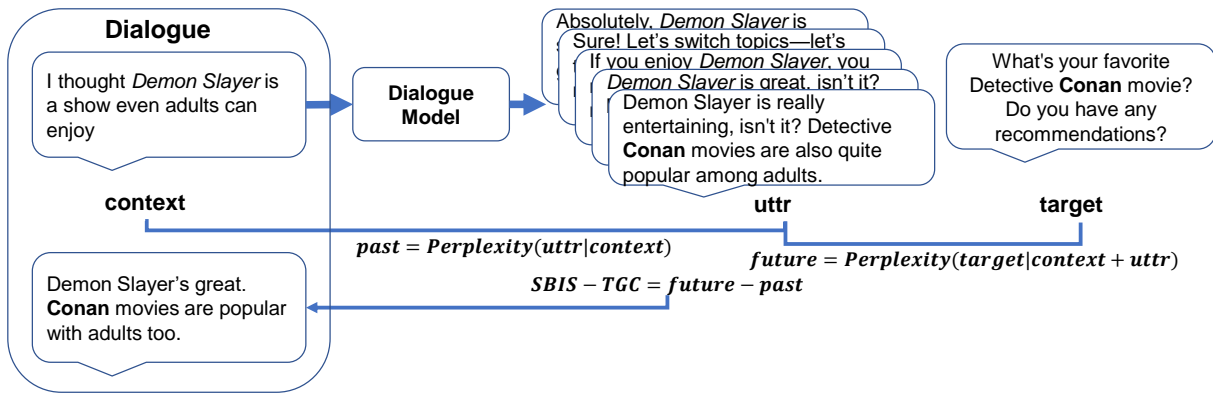 Dialogue
I thought Demon Slayer is
a show even adults can
enjoy
context
Dialogue
Model
Absolutely, Demon Slayer is
Sure! Let's switch topics—let's
If you enjoy Demon Slayer, you
Demon Slayer is great, isn't it?
Demon Slayer is really
entertaining, isn't it? Detective
Conan movies are also quite
popular among adults.
uttr
What's your favorite
Detective Conan movie?
Do you have any
recommendations?
target
past = Perplexity(uttr|context)
future = Perplexity(target|context + uttr)
SBIS − TGC = future − past
Demon Slayer's great.
Conan movies are popular
with adults too.